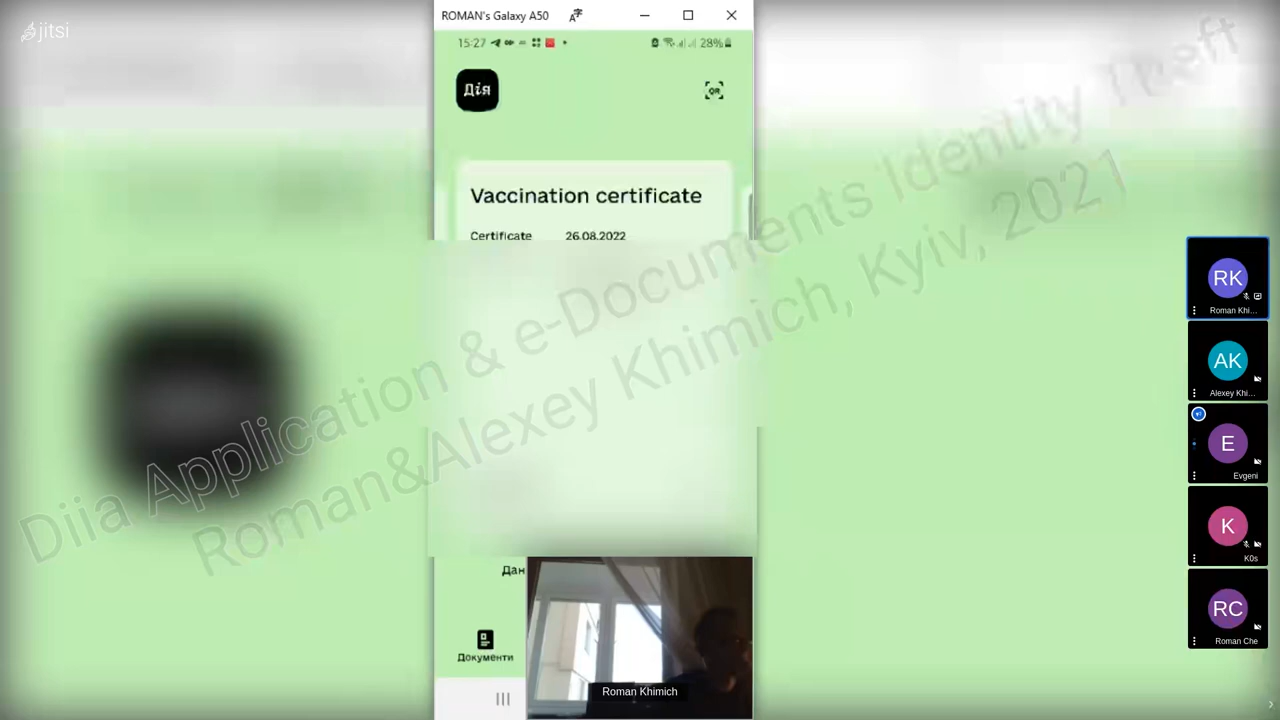 jitsi
ROMAN's Galaxy A50
15:27
28%
Дія
QR
Vaccination certificate
Certificate 26.08.2022
Diia Application & e-Documents Identity Theft
Roman&Alexey Khimich, Kyiv, 2021
Дан
Документи
Roman Khimich
RK
Roman Khi...
AK
Alexey Khi...
E
Evgeni
K
K0s
RC
Roman Che